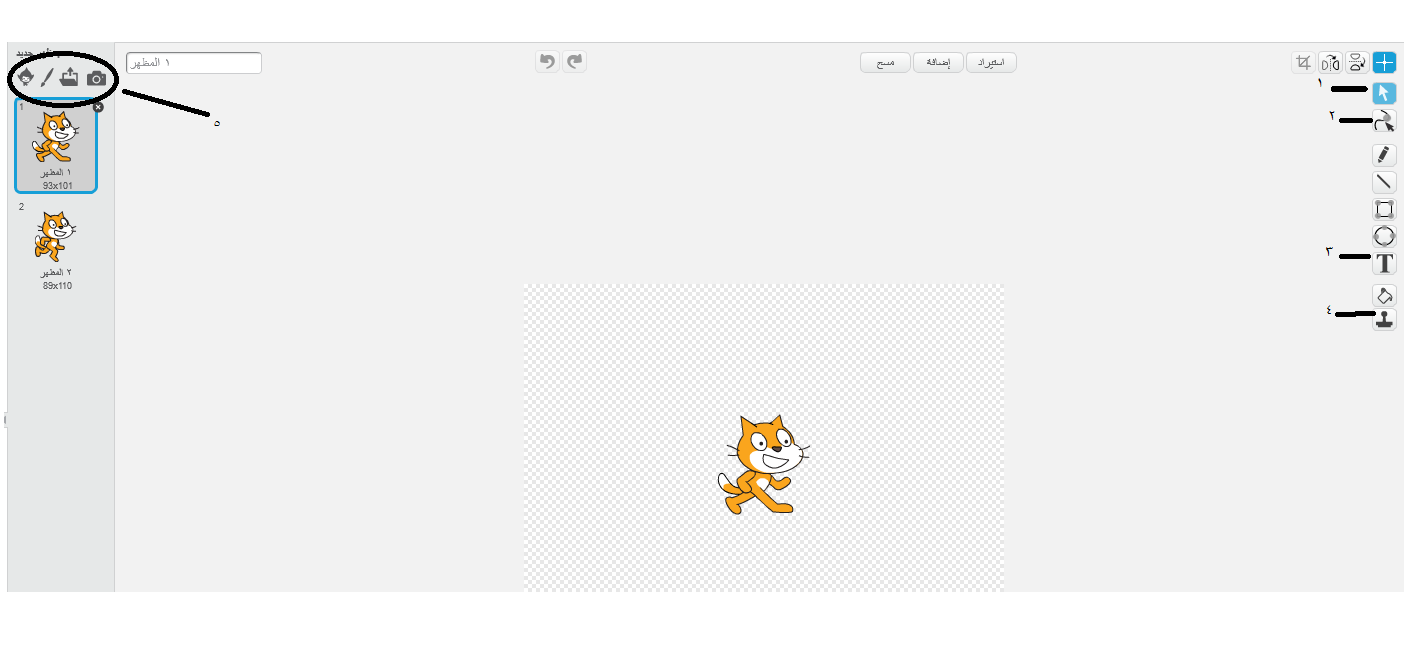 مظهر جديد
١ المظهر
مسح
إضافة
استيراد
1
١ المظهر
93x101
2
٢ المظهر
89x110
١
٢
٣
T
٤
٥